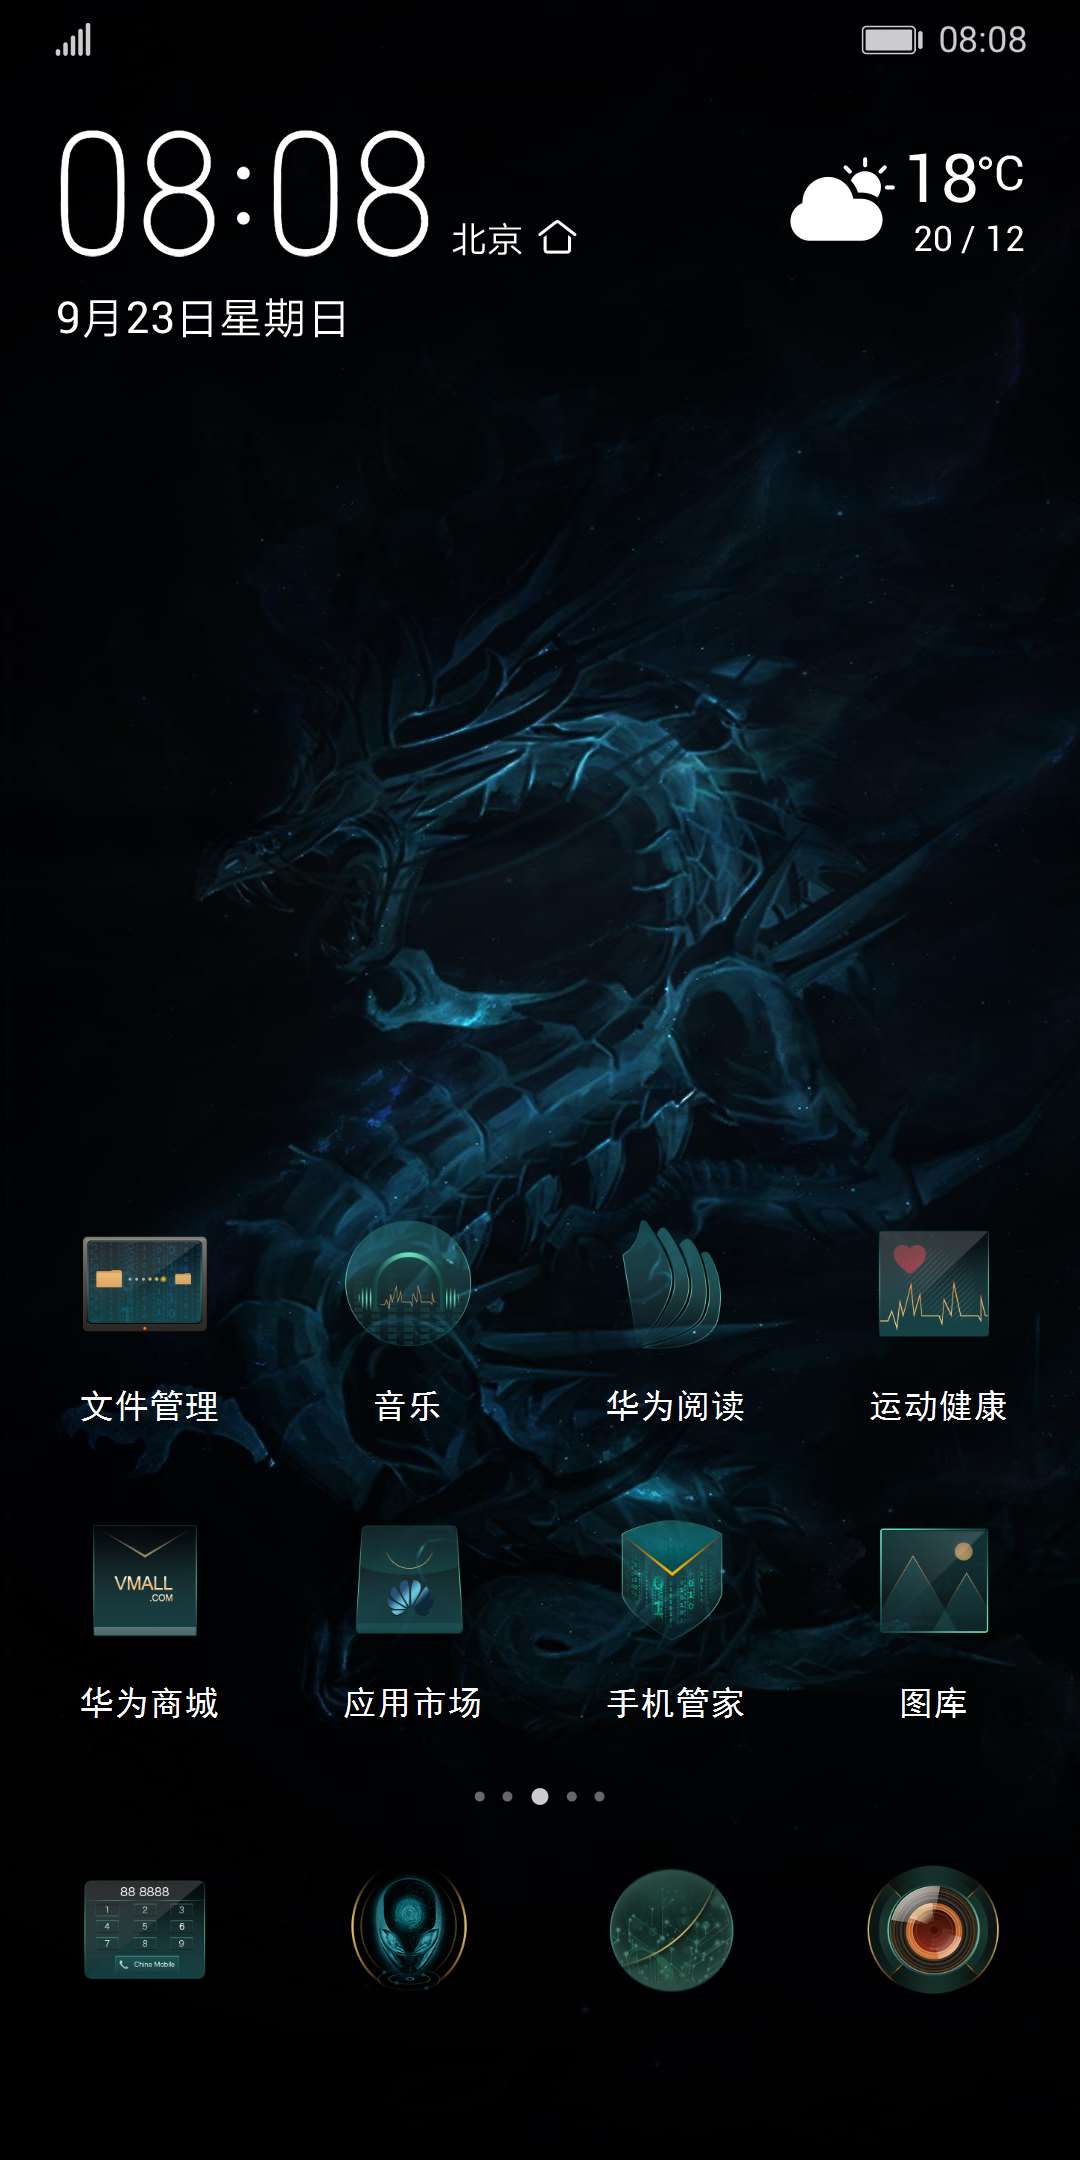 08:08
08:08 北京
18°C
20 / 12
9月23日星期日
文件管理 音乐 华为阅读 运动健康
VMALL
.COM
华为商城 应用市场 手机管家 图库
88 8888
1 2 3
4 5 6
7 8 9
China Mobile